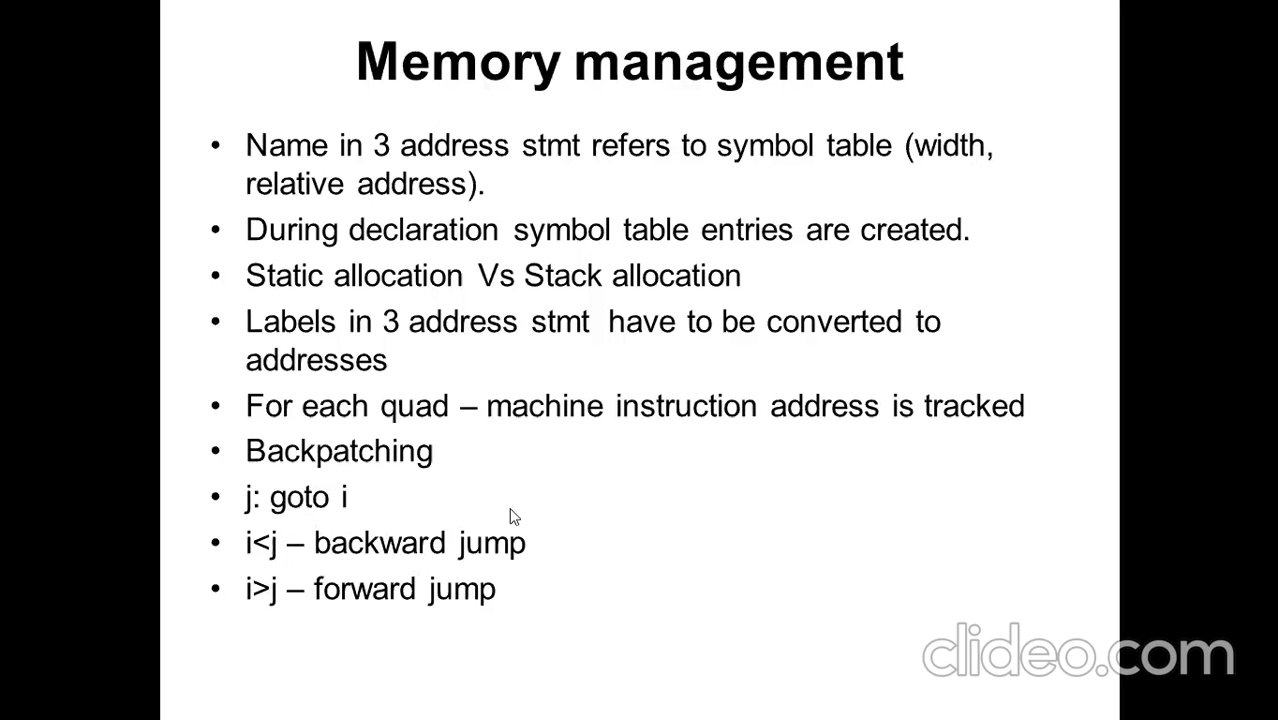 Memory management
• Name in 3 address stmt refers to symbol table (width,
relative address).
• During declaration symbol table entries are created.
• Static allocation Vs Stack allocation
• Labels in 3 address stmt have to be converted to
addresses
• For each quad – machine instruction address is tracked
• Backpatching
• j: goto i
• i<j – backward jump
• i>j – forward jump
clideo.com